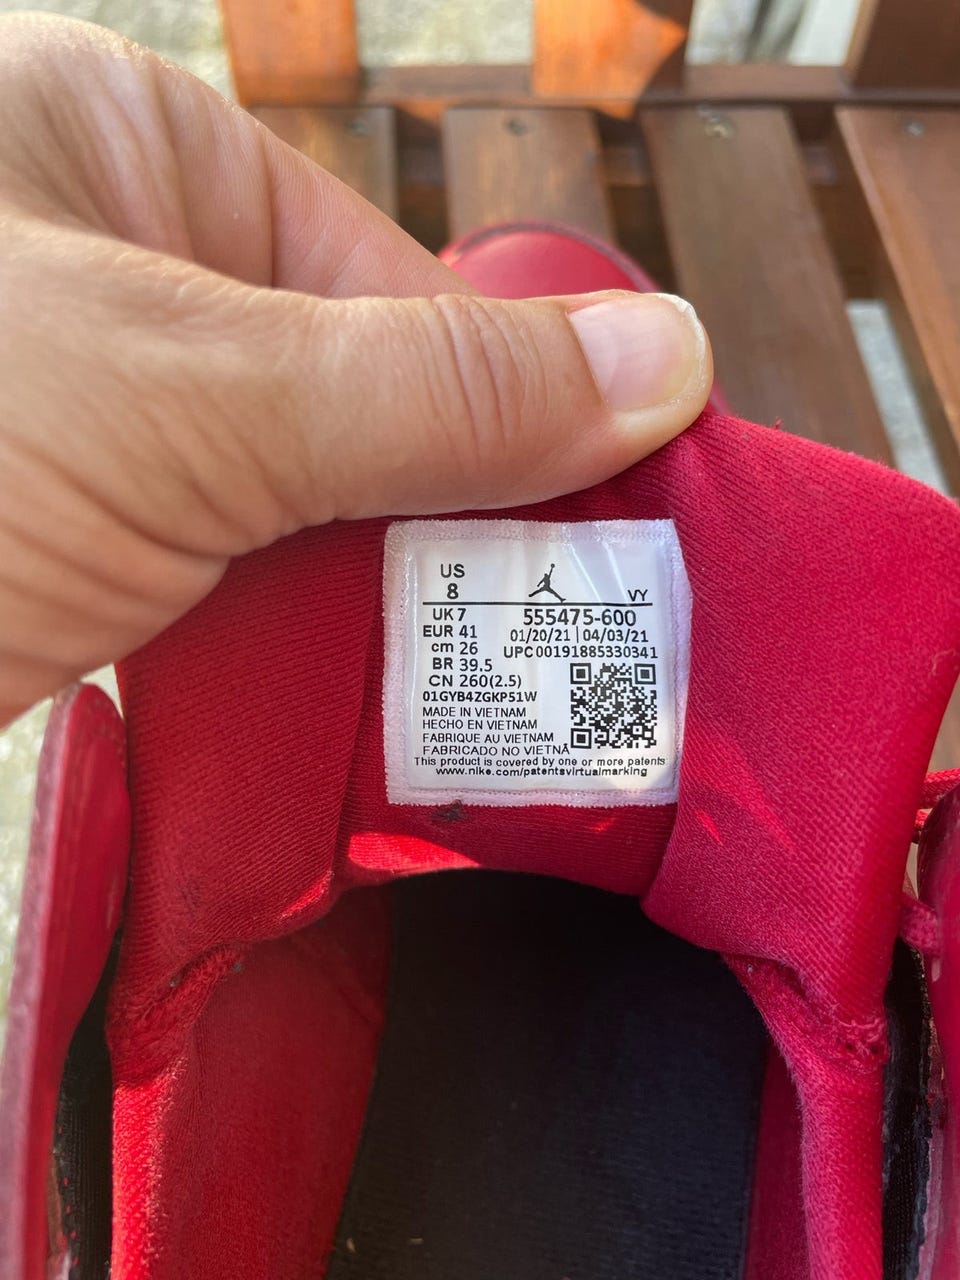 US
8
VY
UK 7
EUR 41
cm 26
BR 39.5
CN 260(2.5)
555475-600
01/20/21 | 04/03/21
UPC00191885330341
01GYB4ZGKP51W
MADE IN VIETNAM
HECHO EN VIETNAM
FABRIQUE AU VIETNAM
FABRICADO NO VIETNÃ
This product is covered by one or more patents
www.nike.com/patentsvirtualmarking